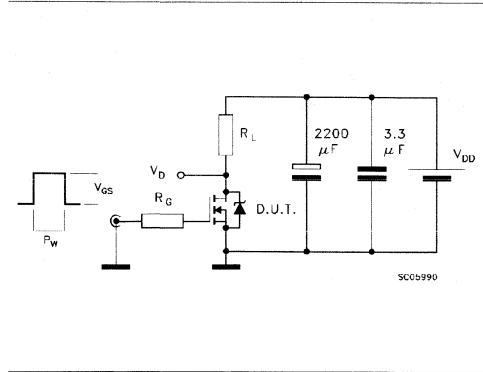 R_L
2200 μF
3.3 μF
V_DD
V_D
V_GS
R_G
D.U.T.
P_W
SC05990